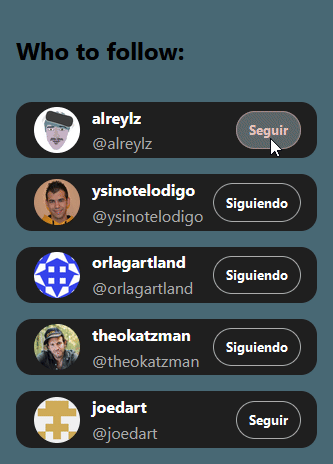 Who to follow:
alreylz
@alreylz
Seguir
ysinotelodigo
@ysinotelodigo
Siguiendo
orlagartland
@orlagartland
Siguiendo
theokatzman
@theokatzman
Siguiendo
joedart
@joedart
Seguir